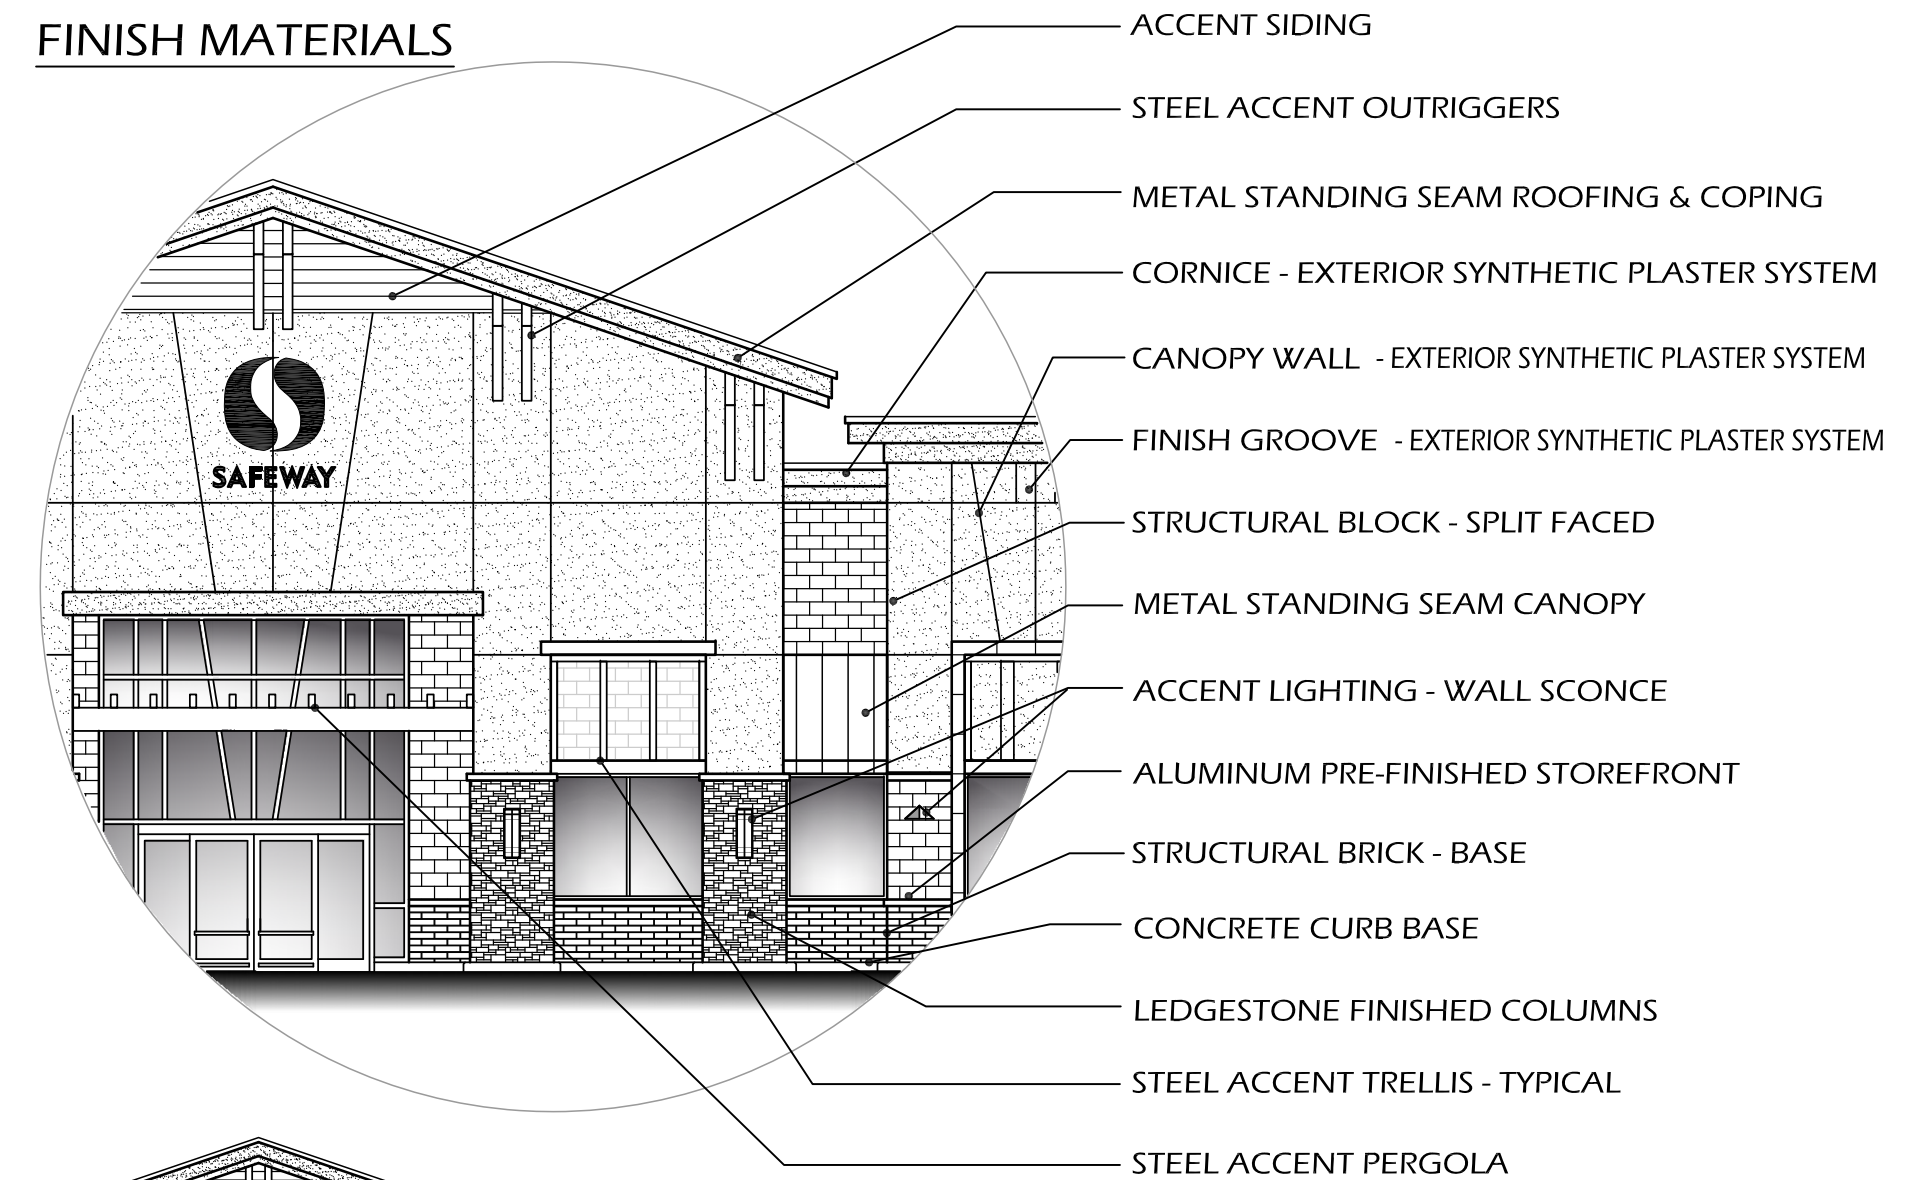 FINISH MATERIALS
ACCENT SIDING
STEEL ACCENT OUTRIGGERS
METAL STANDING SEAM ROOFING & COPING
CORNICE - EXTERIOR SYNTHETIC PLASTER SYSTEM
CANOPY WALL - EXTERIOR SYNTHETIC PLASTER SYSTEM
FINISH GROOVE - EXTERIOR SYNTHETIC PLASTER SYSTEM
SAFEWAY
STRUCTURAL BLOCK - SPLIT FACED
METAL STANDING SEAM CANOPY
ACCENT LIGHTING - WALL SCONCE
ALUMINUM PRE-FINISHED STOREFRONT
STRUCTURAL BRICK - BASE
CONCRETE CURB BASE
LEDGESTONE FINISHED COLUMNS
STEEL ACCENT TRELLIS - TYPICAL
STEEL ACCENT PERGOLA